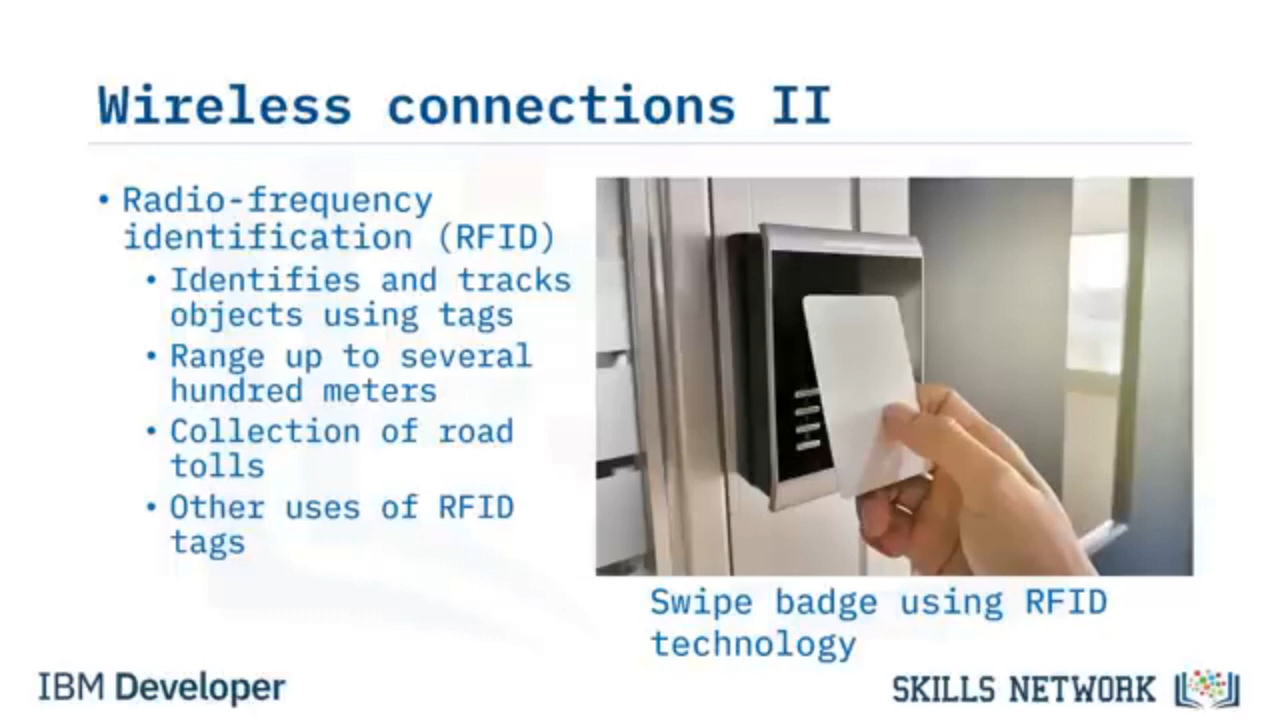 Wireless connections II
• Radio-frequency
identification (RFID)
• Identifies and tracks
objects using tags
• Range up to several
hundred meters
• Collection of road
tolls
• Other uses of RFID
tags
Swipe badge using RFID
technology
IBM Developer
SKILLS NETWORK